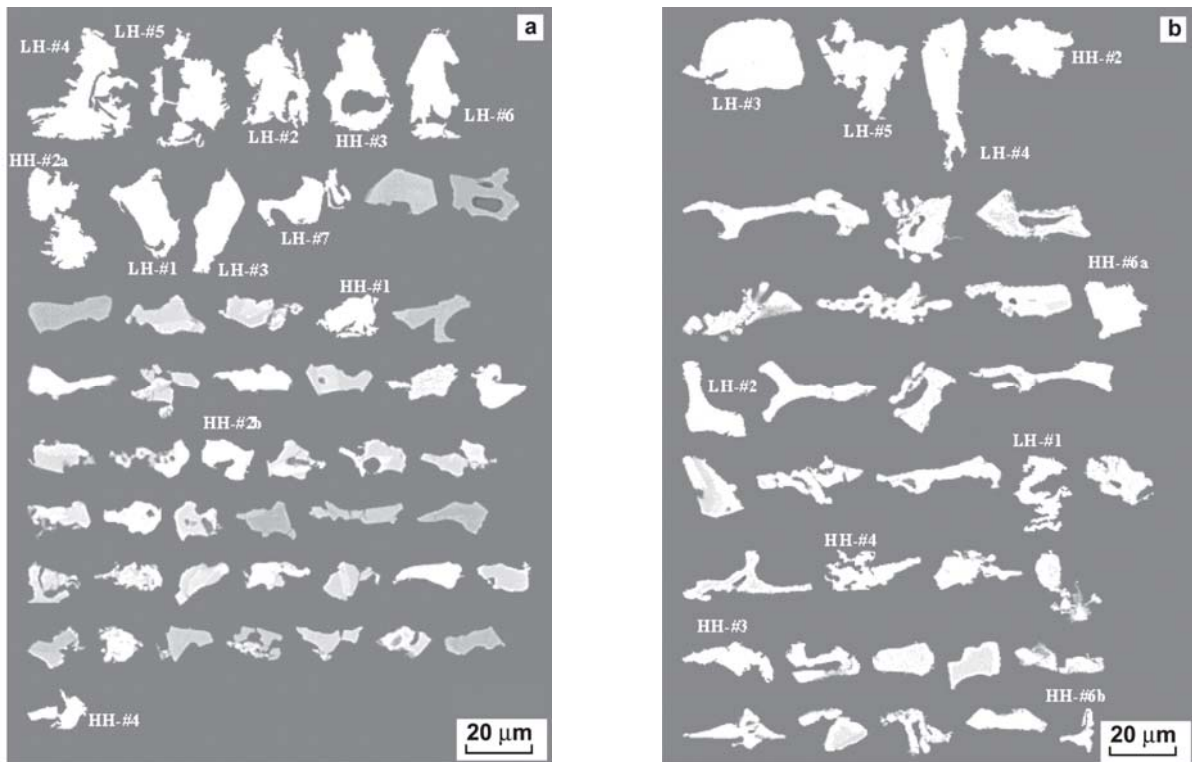 a
LH-#5
LH-#4
LH-#2
HH-#3
LH-#6
HH-#2a
LH-#7
LH-#1
LH-#3
HH-#1
HH-#2b
HH-#4
20 μm
b
HH-#2
LH-#3
LH-#5
LH-#4
HH-#6a
LH-#2
LH-#1
HH-#4
HH-#3
HH-#6b
20 μm